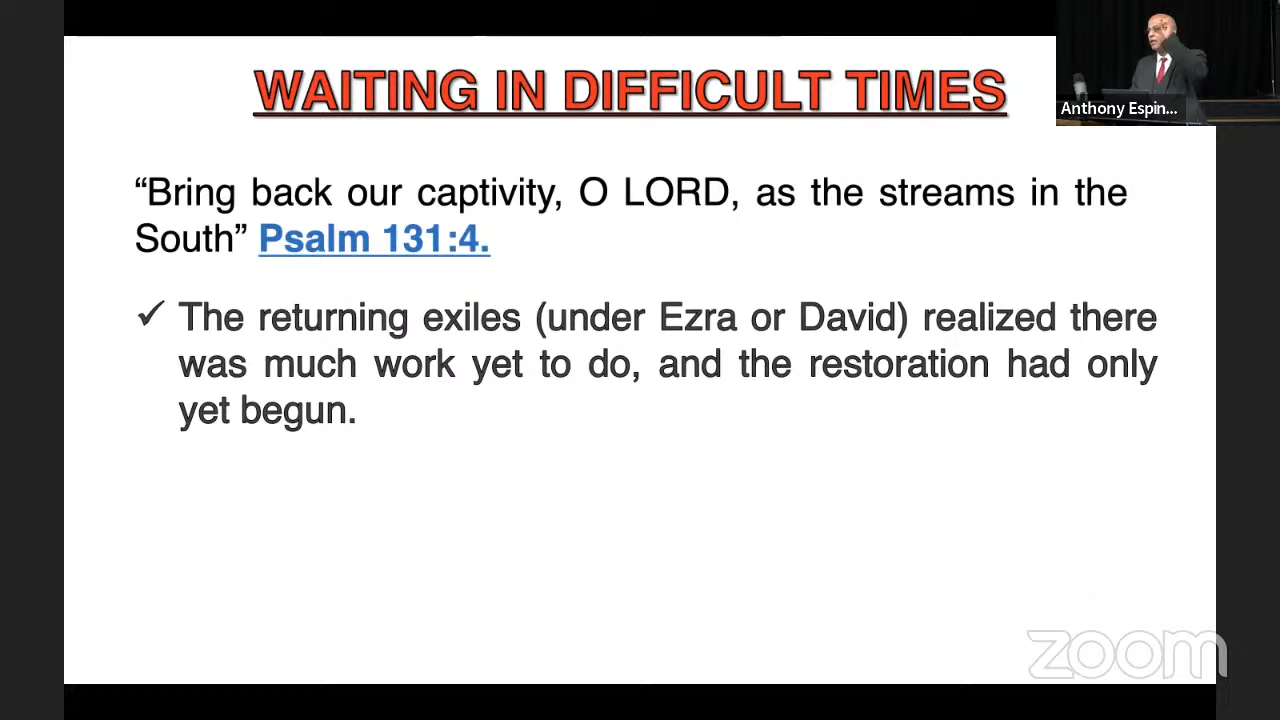 WAITING IN DIFFICULT TIMES
Anthony Espin...
“Bring back our captivity, O LORD, as the streams in the
South” Psalm 131:4.
✓ The returning exiles (under Ezra or David) realized there
was much work yet to do, and the restoration had only
yet begun.
zoom